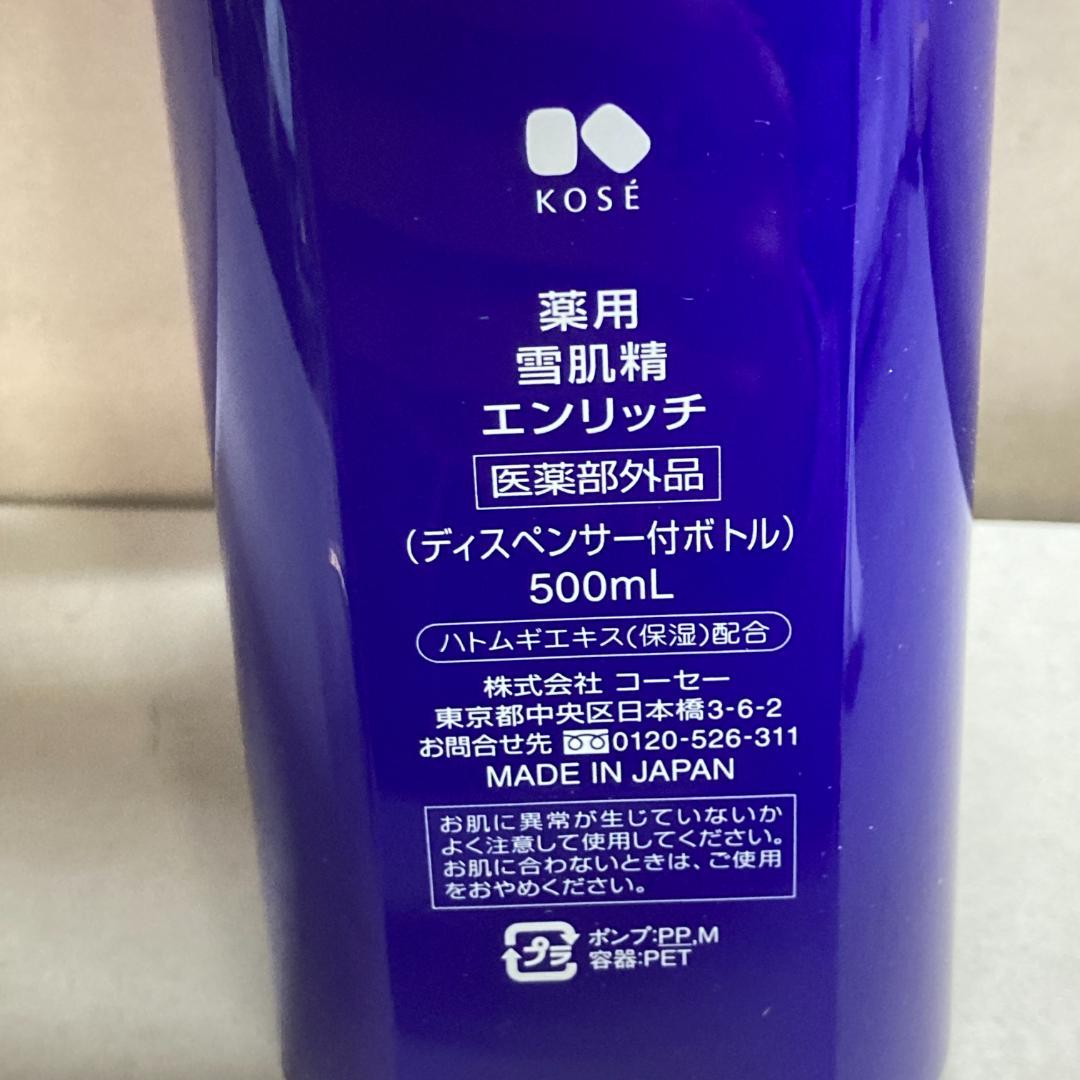 KOSÉ
薬用
雪肌精
エンリッチ
医薬部外品
(ディスペンサー付ボトル)
500mL
ハトムギエキス(保湿)配合
株式会社 コーセー
東京都中央区日本橋3-6-2
お問合せ先 0120-526-311
MADE IN JAPAN
お肌に異常が生じていないか
よく注意して使用してください。
お肌に合わないときは、ご使用
をおやめください。
プラ ポンプ:PP,M
容器:PET